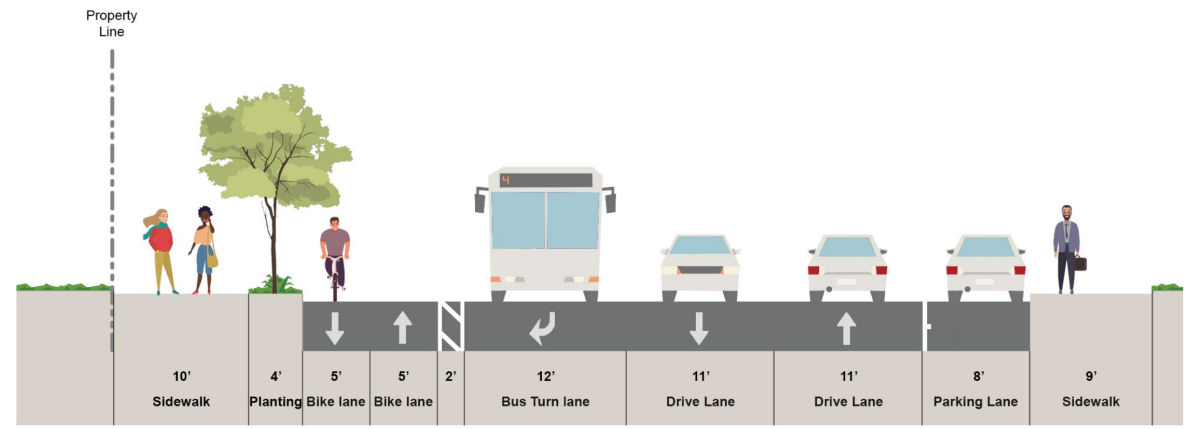 Property
Line
4
10’ 4’ 5’ 5’ 2’ 12’ 11’ 11’ 8’ 9’
Sidewalk Planting Bike lane Bike lane Bus Turn lane Drive Lane Drive Lane Parking Lane Sidewalk